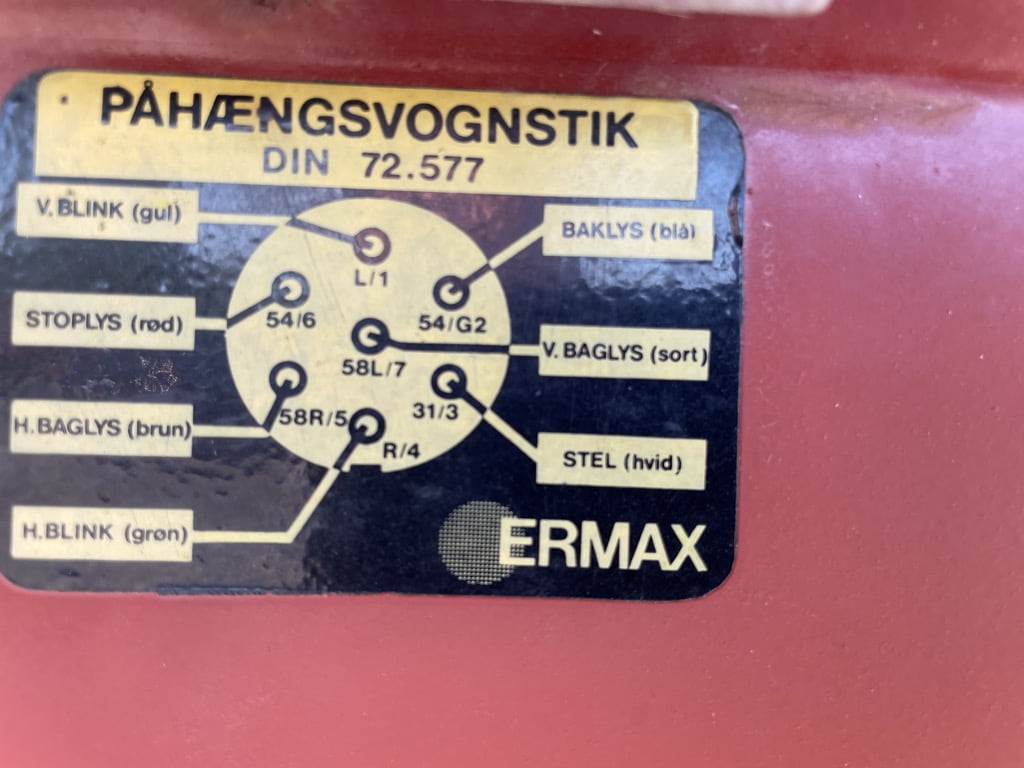 PÅHÆNGSVOGNSTIK
DIN 72.577
V. BLINK (gul)
BAKLYS (blå)
L/1
STOPLYS (rød)
54/6
54/G2
V. BAGLYS (sort)
58L/7
H. BAGLYS (brun)
58R/5
31/3
R/4
STEL (hvid)
H. BLINK (grøn)
ERMAX